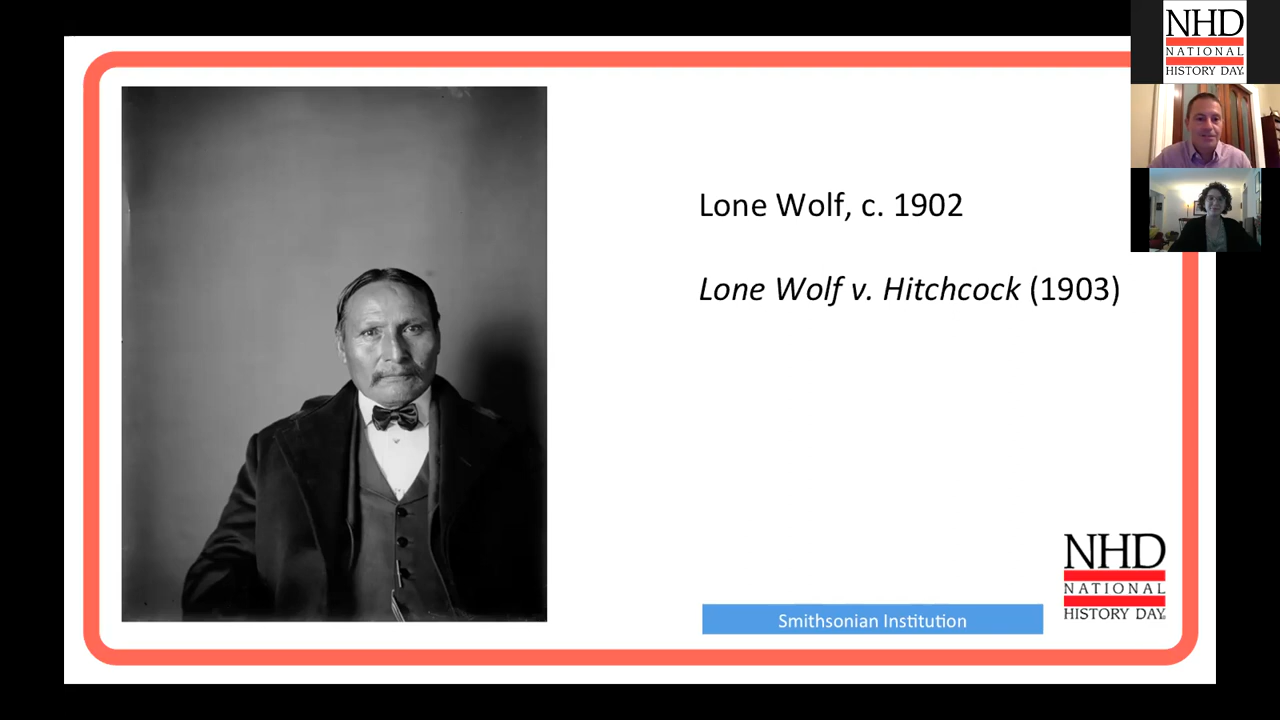 NHD
NATIONAL
HISTORY DAY
Lone Wolf, c. 1902
Lone Wolf v. Hitchcock (1903)
NHD
NATIONAL
HISTORY DAY
Smithsonian Institution